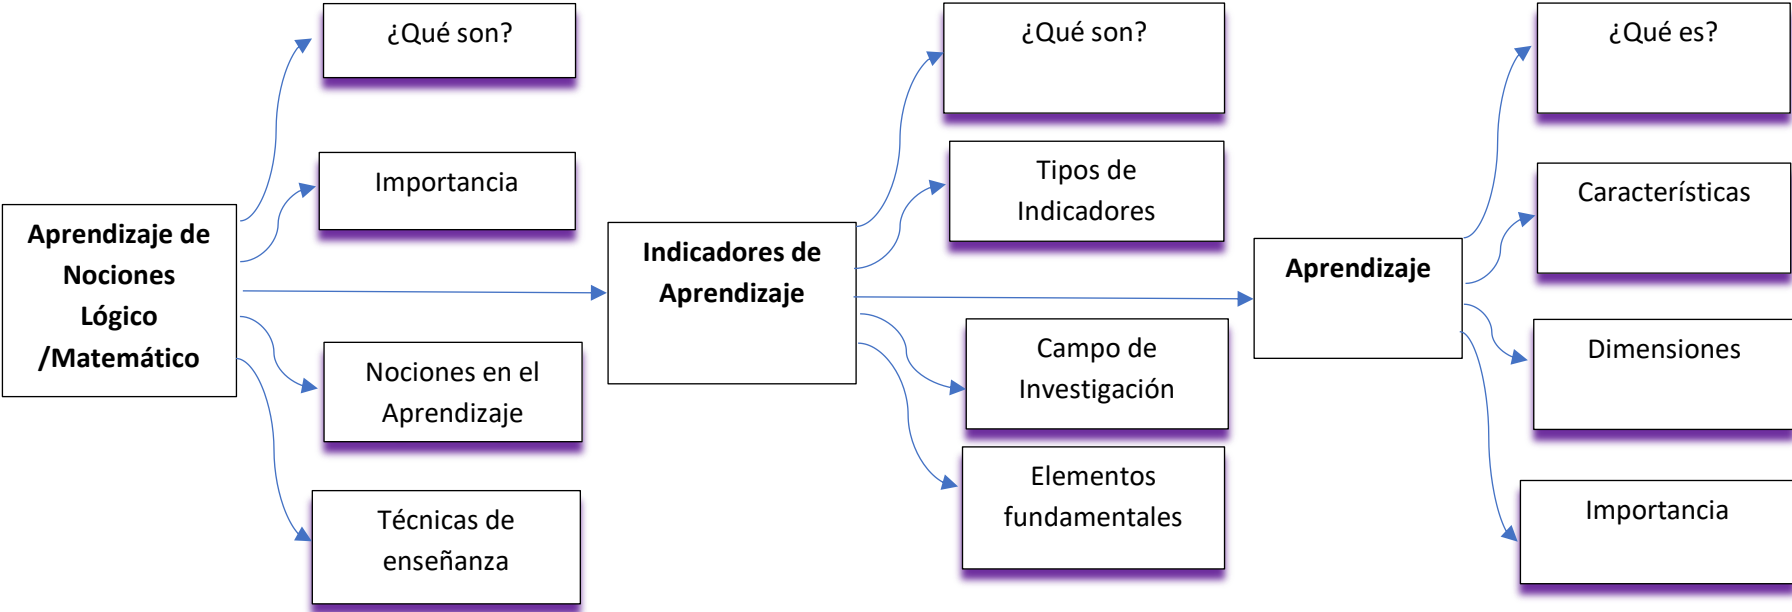 ¿Qué son?
Importancia
Aprendizaje de
Nociones
Lógico
/Matemático
Nociones en el
Aprendizaje
Técnicas de
enseñanza
¿Qué son?
Tipos de
Indicadores
Indicadores de
Aprendizaje
Campo de
Investigación
Elementos
fundamentales
¿Qué es?
Características
Aprendizaje
Dimensiones
Importancia